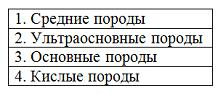 1. Средние породы
2. Ультраосновные породы
3. Основные породы
4. Кислые породы